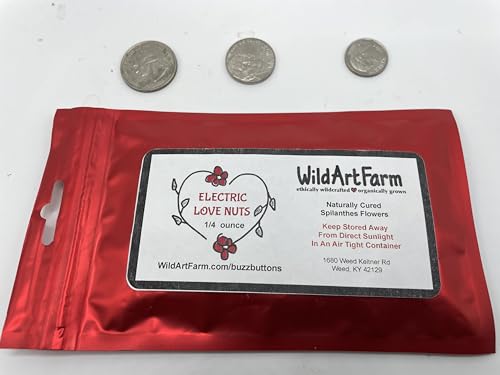 ELECTRIC
LOVE NUTS
1/4 ounce
WildArtFarm.com/buzzbuttons
WildArtFarm
ethically wildcrafted organically grown
Naturally Cured
Spilanthes Flowers
Keep Stored Away
From Direct Sunlight
In An Air Tight Container
1680 Weed Keltner Rd
Weed, KY 42129